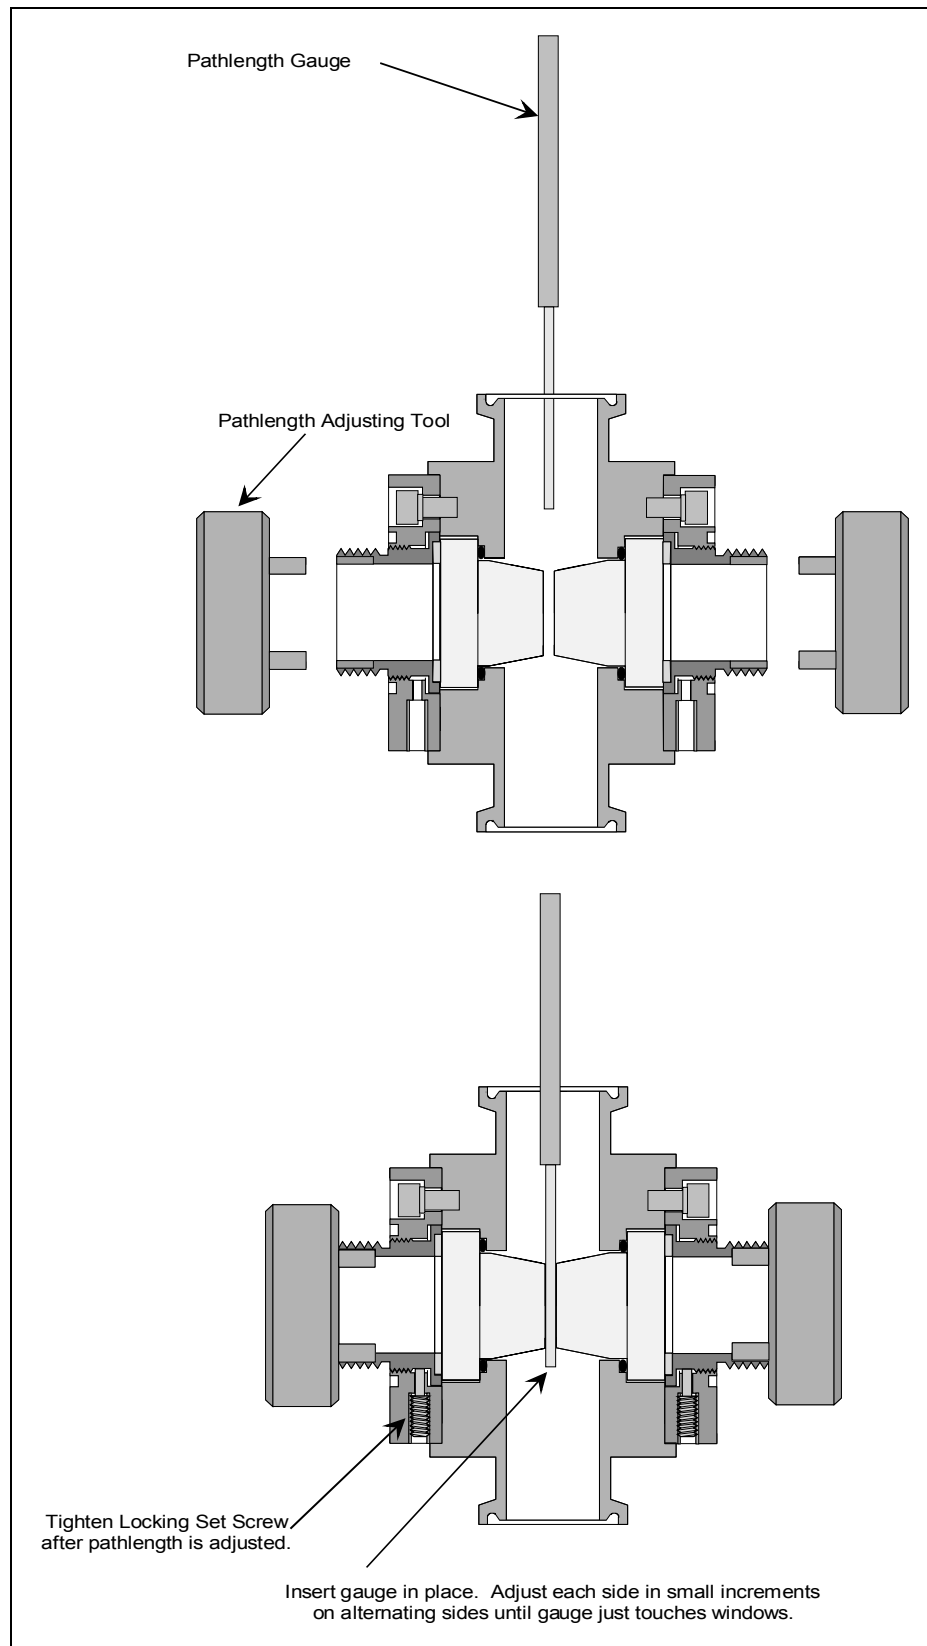 Pathlength Gauge
Pathlength Adjusting Tool
Tighten Locking Set Screw
after pathlength is adjusted.
Insert gauge in place.  Adjust each side in small increments
on alternating sides until gauge just touches windows.